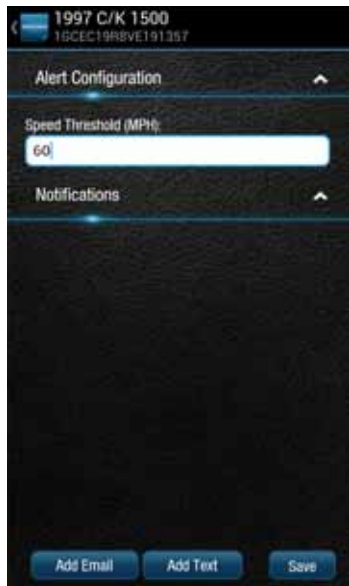 1997 C/K 1500
1GCEC19R8VE191357
Alert Configuration
Speed Threshold (MPH):
60
Notifications
Add Email Add Text Save